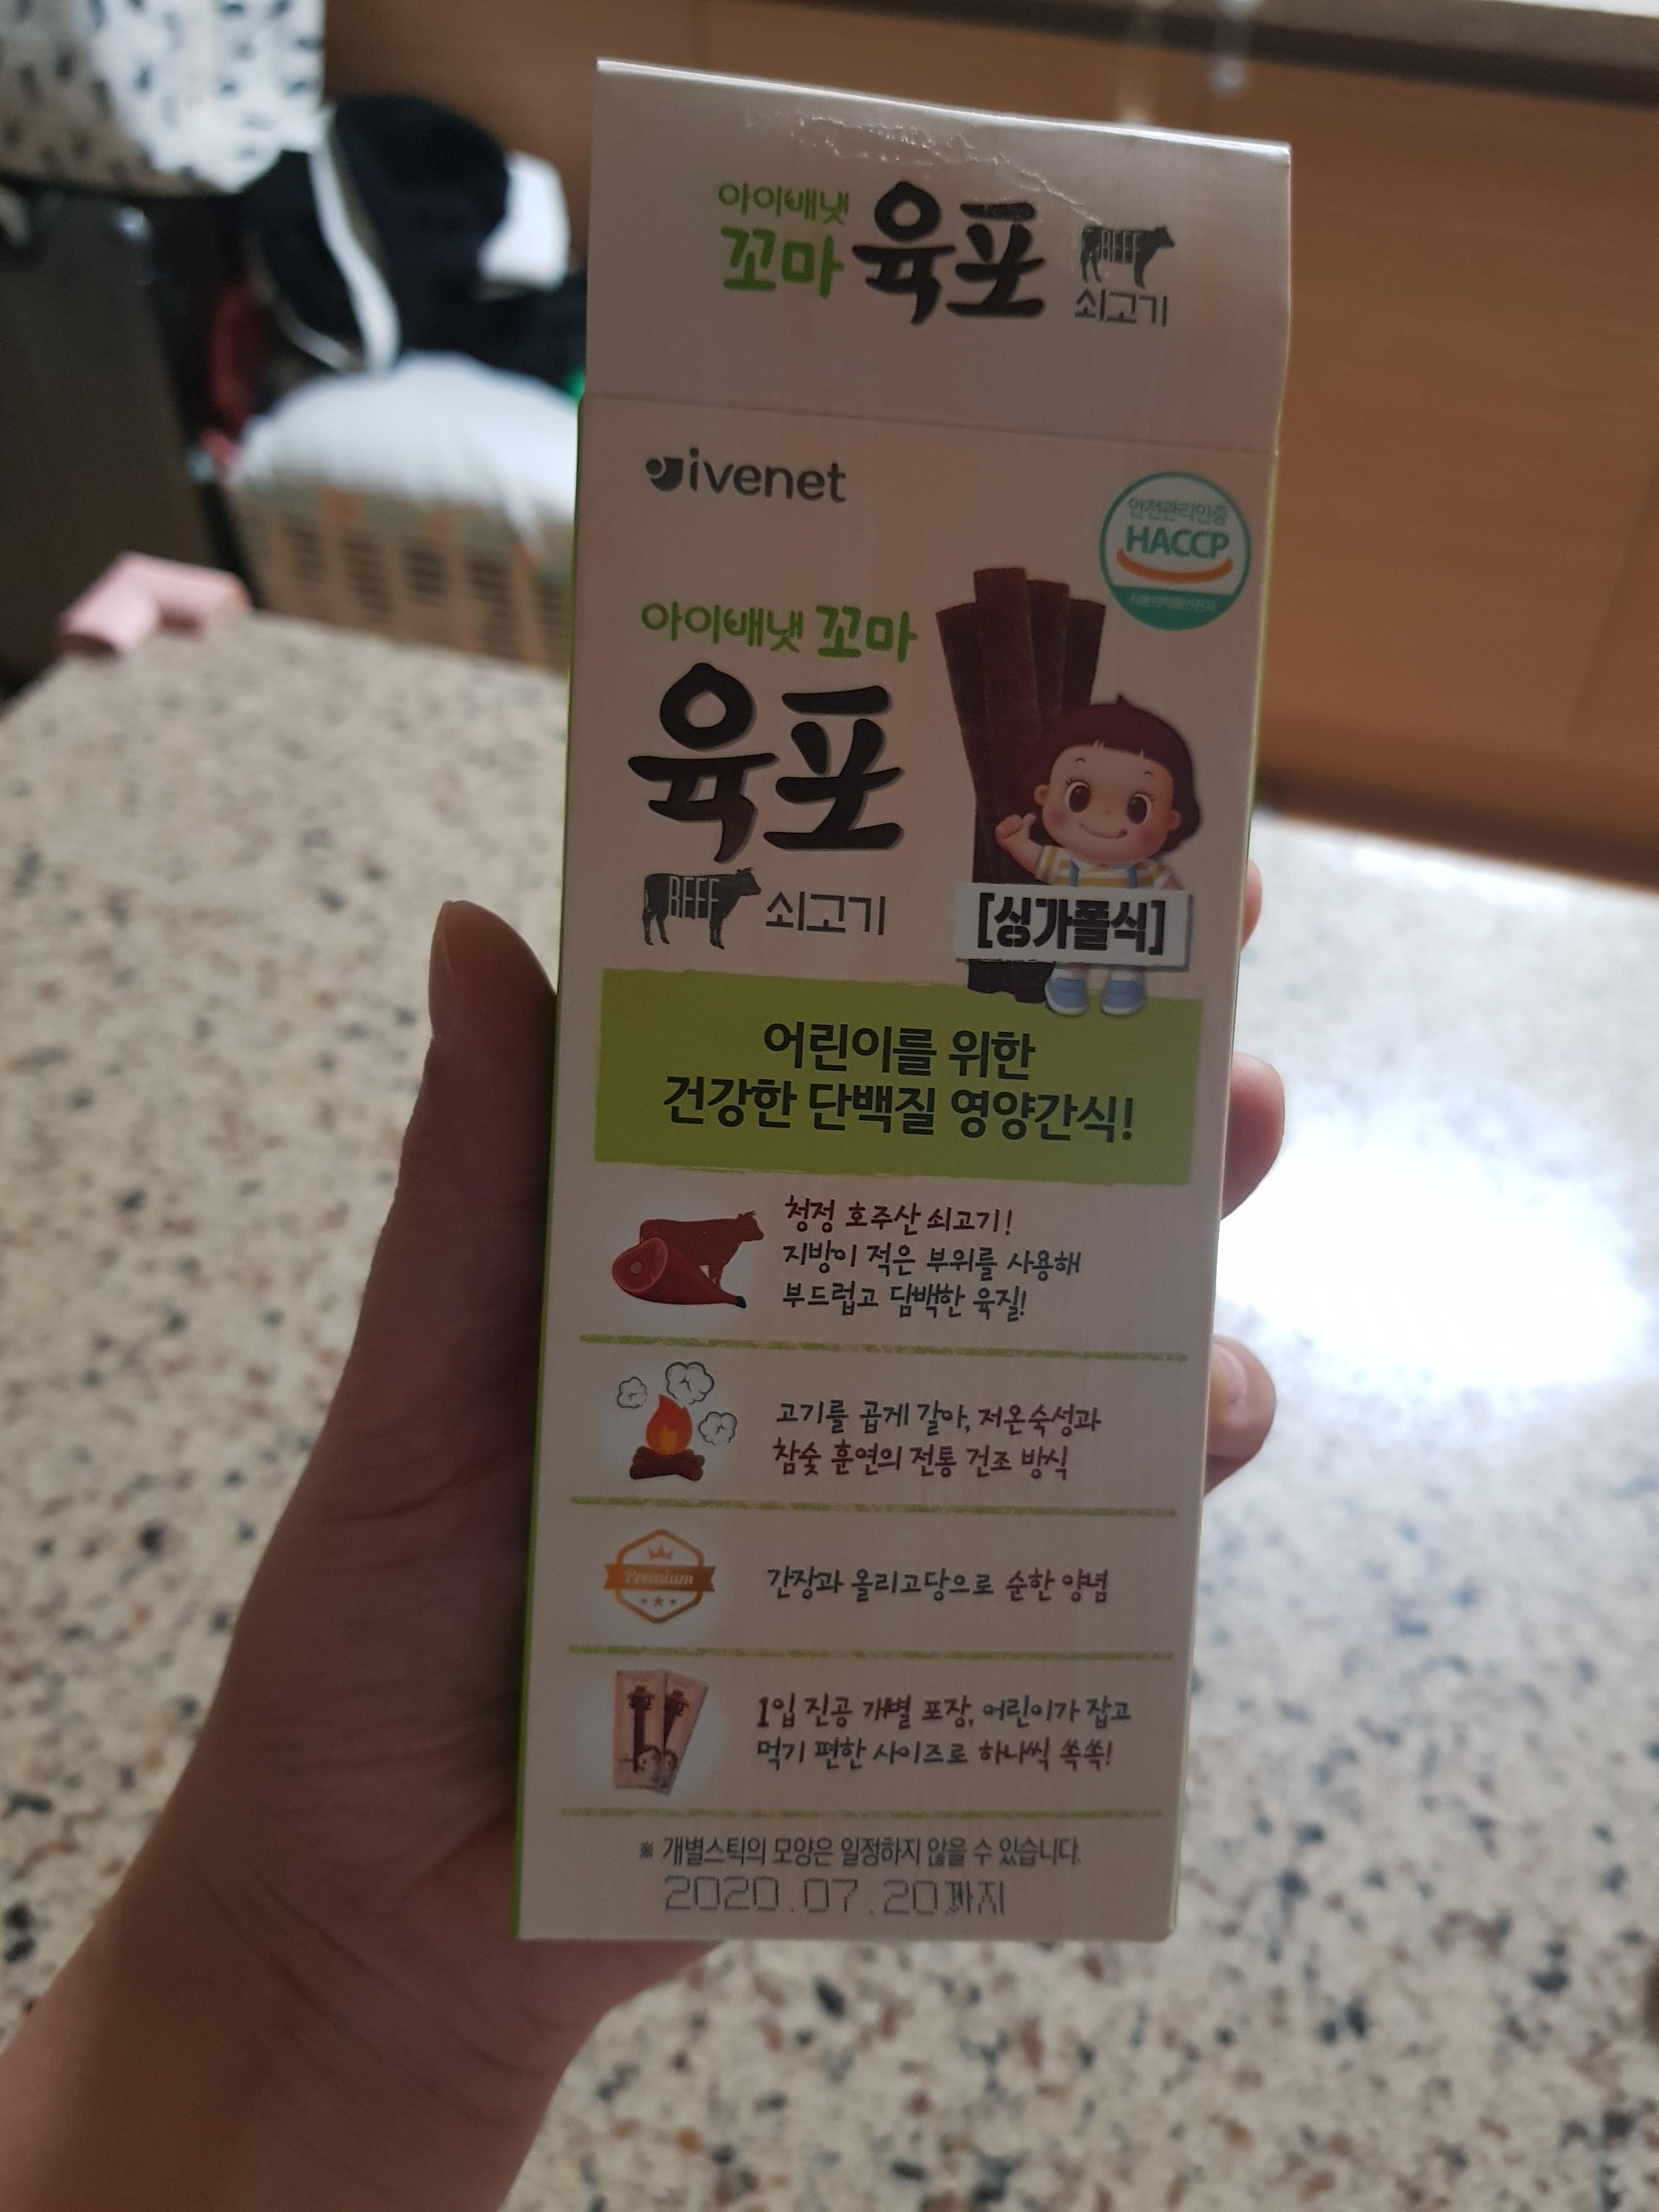 아이배냇
꼬마 육포
BEEF
쇠고기
ivenet
안전관리인증
HACCP
식품의약품안전처
아이배냇 꼬마
육포
BEEF 쇠고기
[싱가폴식]
어린이를 위한
건강한 단백질 영양간식!
청정 호주산 쇠고기!
지방이 적은 부위를 사용해
부드럽고 담백한 육질!
고기를 곱게 갈아, 저온숙성과
참숯 훈연의 전통 건조 방식
Premium
간장과 올리고당으로 순한 양념
1입 진공 개별 포장, 어린이가 잡고
먹기 편한 사이즈로 하나씩 쏙쏙!
※ 개별스틱의 모양은 일정하지 않을 수 있습니다.
2020.07.20까지